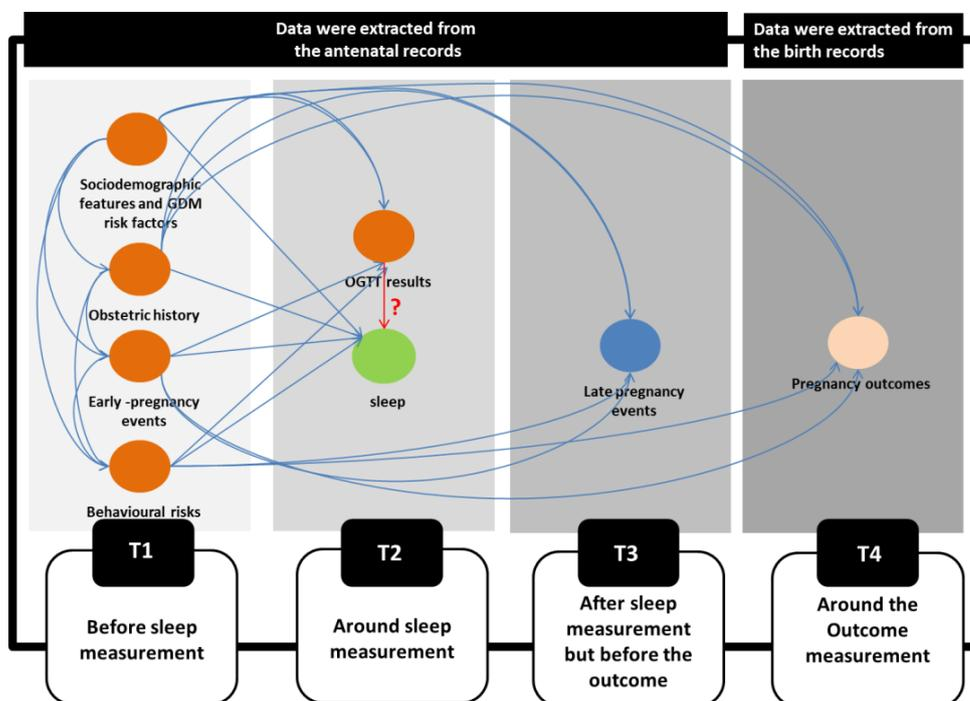 Data were extracted from
the antenatal records
Data were extracted from
the birth records
Sociodemographic
features and GDM
risk factors
Obstetric history
Early -pregnancy
events
Behavioural risks
OGTT results
?
sleep
Late pregnancy
events
Pregnancy outcomes
T1
Before sleep
measurement
T2
Around sleep
measurement
T3
After sleep
measurement
but before the
outcome
T4
Around the
Outcome
measurement